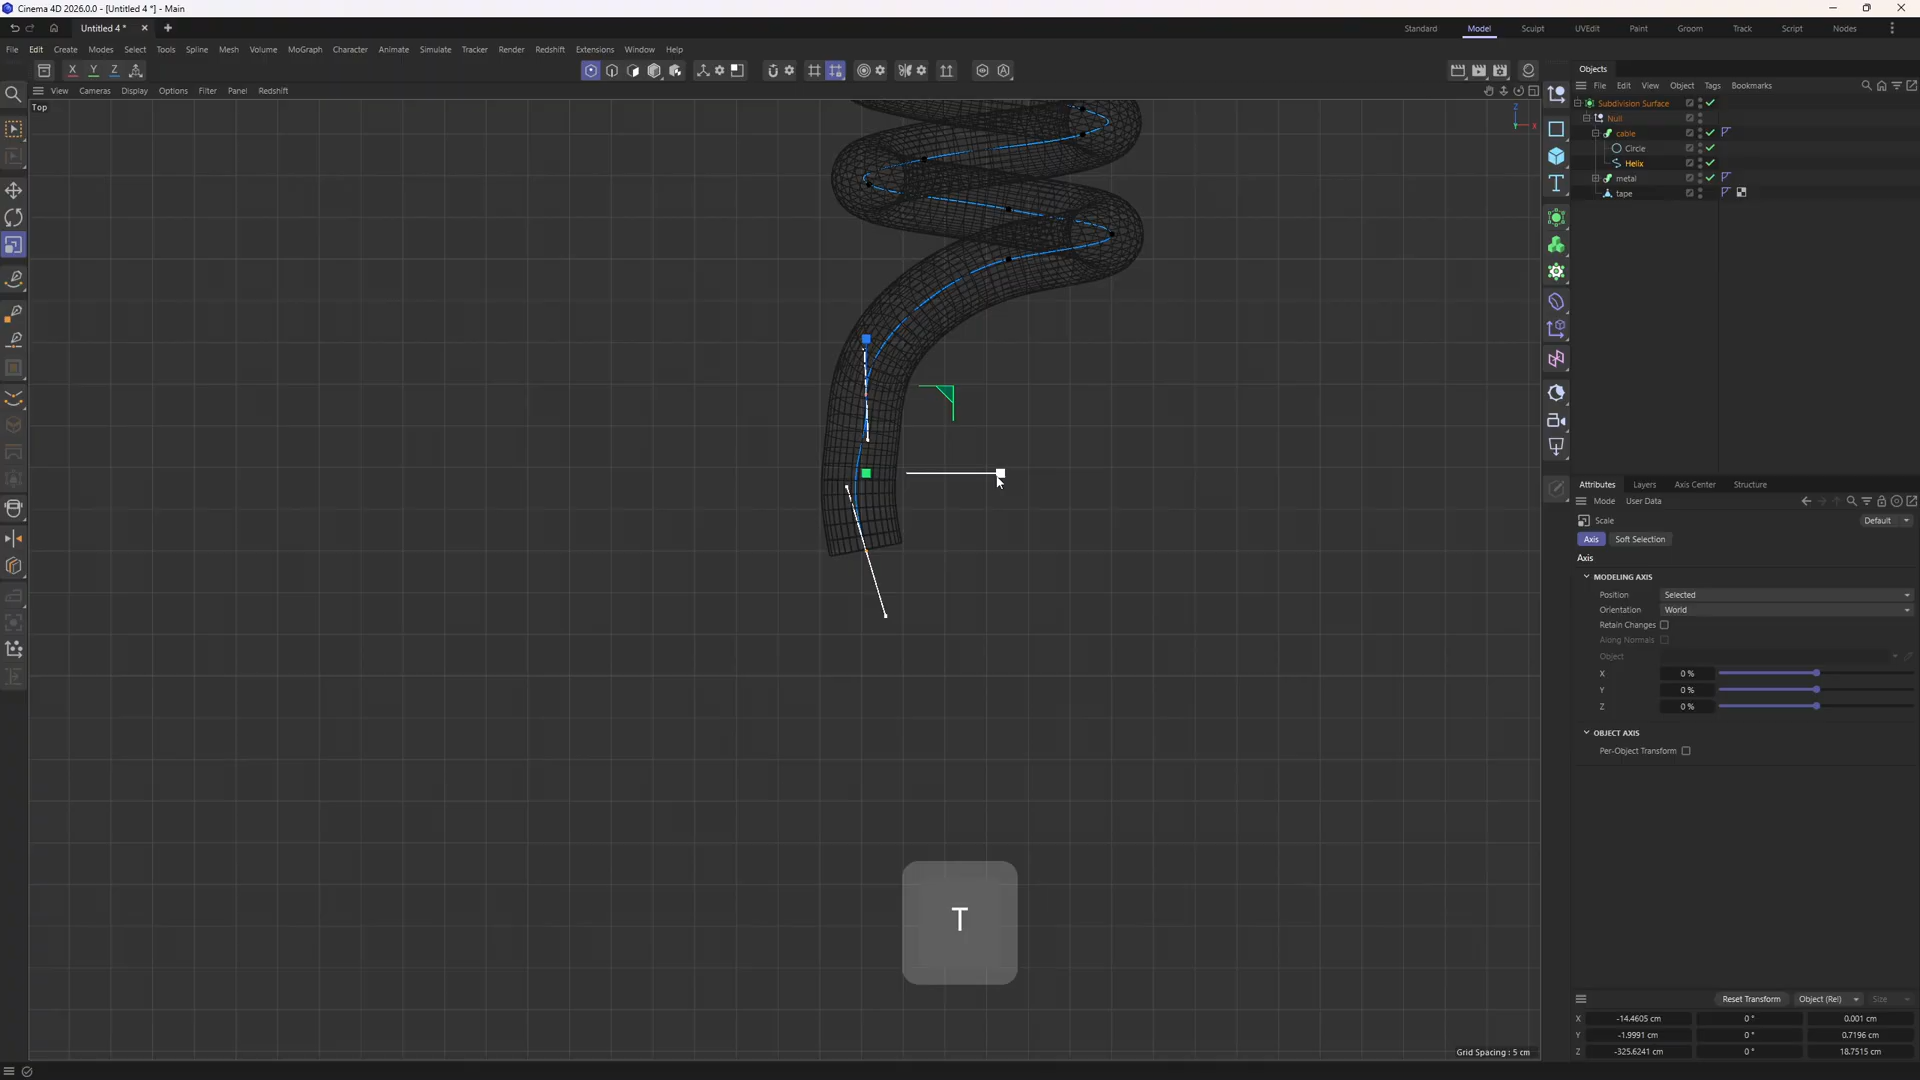 Cinema 4D 2026.0.0 - [Untitled 4 *] - Main
Untitled 4 *
Standard Model Sculpt UVEdit Paint Groom Track Script Nodes
File Edit Create Modes Select Tools Spline Mesh Volume MoGraph Character Animate Simulate Tracker Render Redshift Extensions Window Help
X Y Z
View Cameras Display Options Filter Panel Redshift
Top
Z
X
T
Grid Spacing : 5 cm
Objects
File Edit View Object Tags Bookmarks
Subdivision Surface
Null
cable
Circle
Helix
metal
tape
Attributes Layers Axis Center Structure
Mode User Data
Scale Default
Axis Soft Selection
Axis
MODELING AXIS
Position Selected
Orientation World
Retain Changes
Along Normals
Object
X 0 %
Y 0 %
Z 0 %
OBJECT AXIS
Per-Object Transform
Reset Transform Object (Rel) Size
X -14.4605 cm 0 ° 0.001 cm
Y -1.9991 cm 0 ° 0.7196 cm
Z -325.6241 cm 0 ° 18.7515 cm